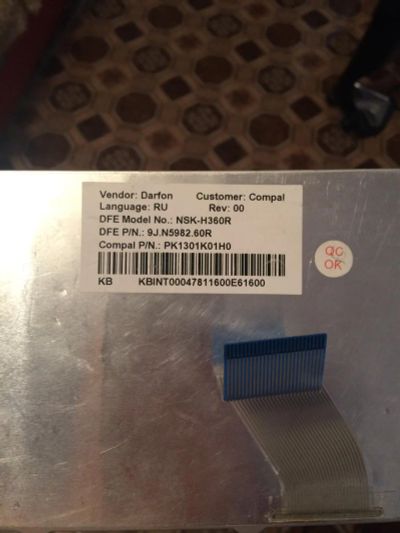 Vendor: Darfon Customer: Compal
Language: RU Rev: 00
DFE Model No.: NSK-H360R
DFE P/N.: 9J.N5982.60R
Compal P/N.: PK1301K01H0
KB KBINT00047811600E61600
QC
OK